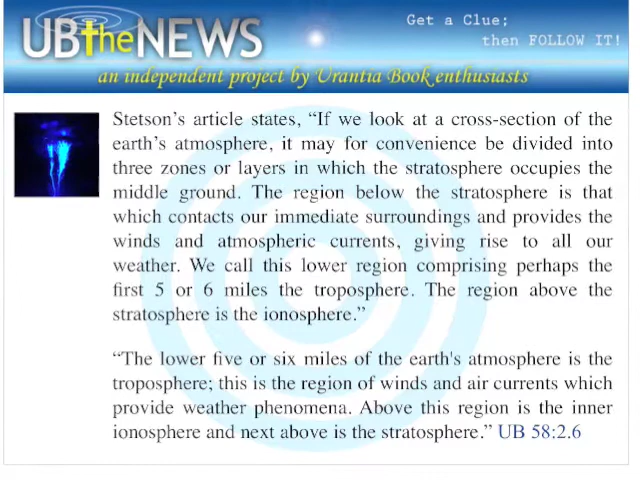 UBtheNEWS
Get a Clue;
then FOLLOW IT!
an independent project by Urantia Book enthusiasts
Stetson's article states, “If we look at a cross-section of the
earth's atmosphere, it may for convenience be divided into
three zones or layers in which the stratosphere occupies the
middle ground. The region below the stratosphere is that
which contacts our immediate surroundings and provides the
winds and atmospheric currents, giving rise to all our
weather. We call this lower region comprising perhaps the
first 5 or 6 miles the troposphere. The region above the
stratosphere is the ionosphere.”
“The lower five or six miles of the earth's atmosphere is the
troposphere; this is the region of winds and air currents which
provide weather phenomena. Above this region is the inner
ionosphere and next above is the stratosphere.” UB 58:2.6